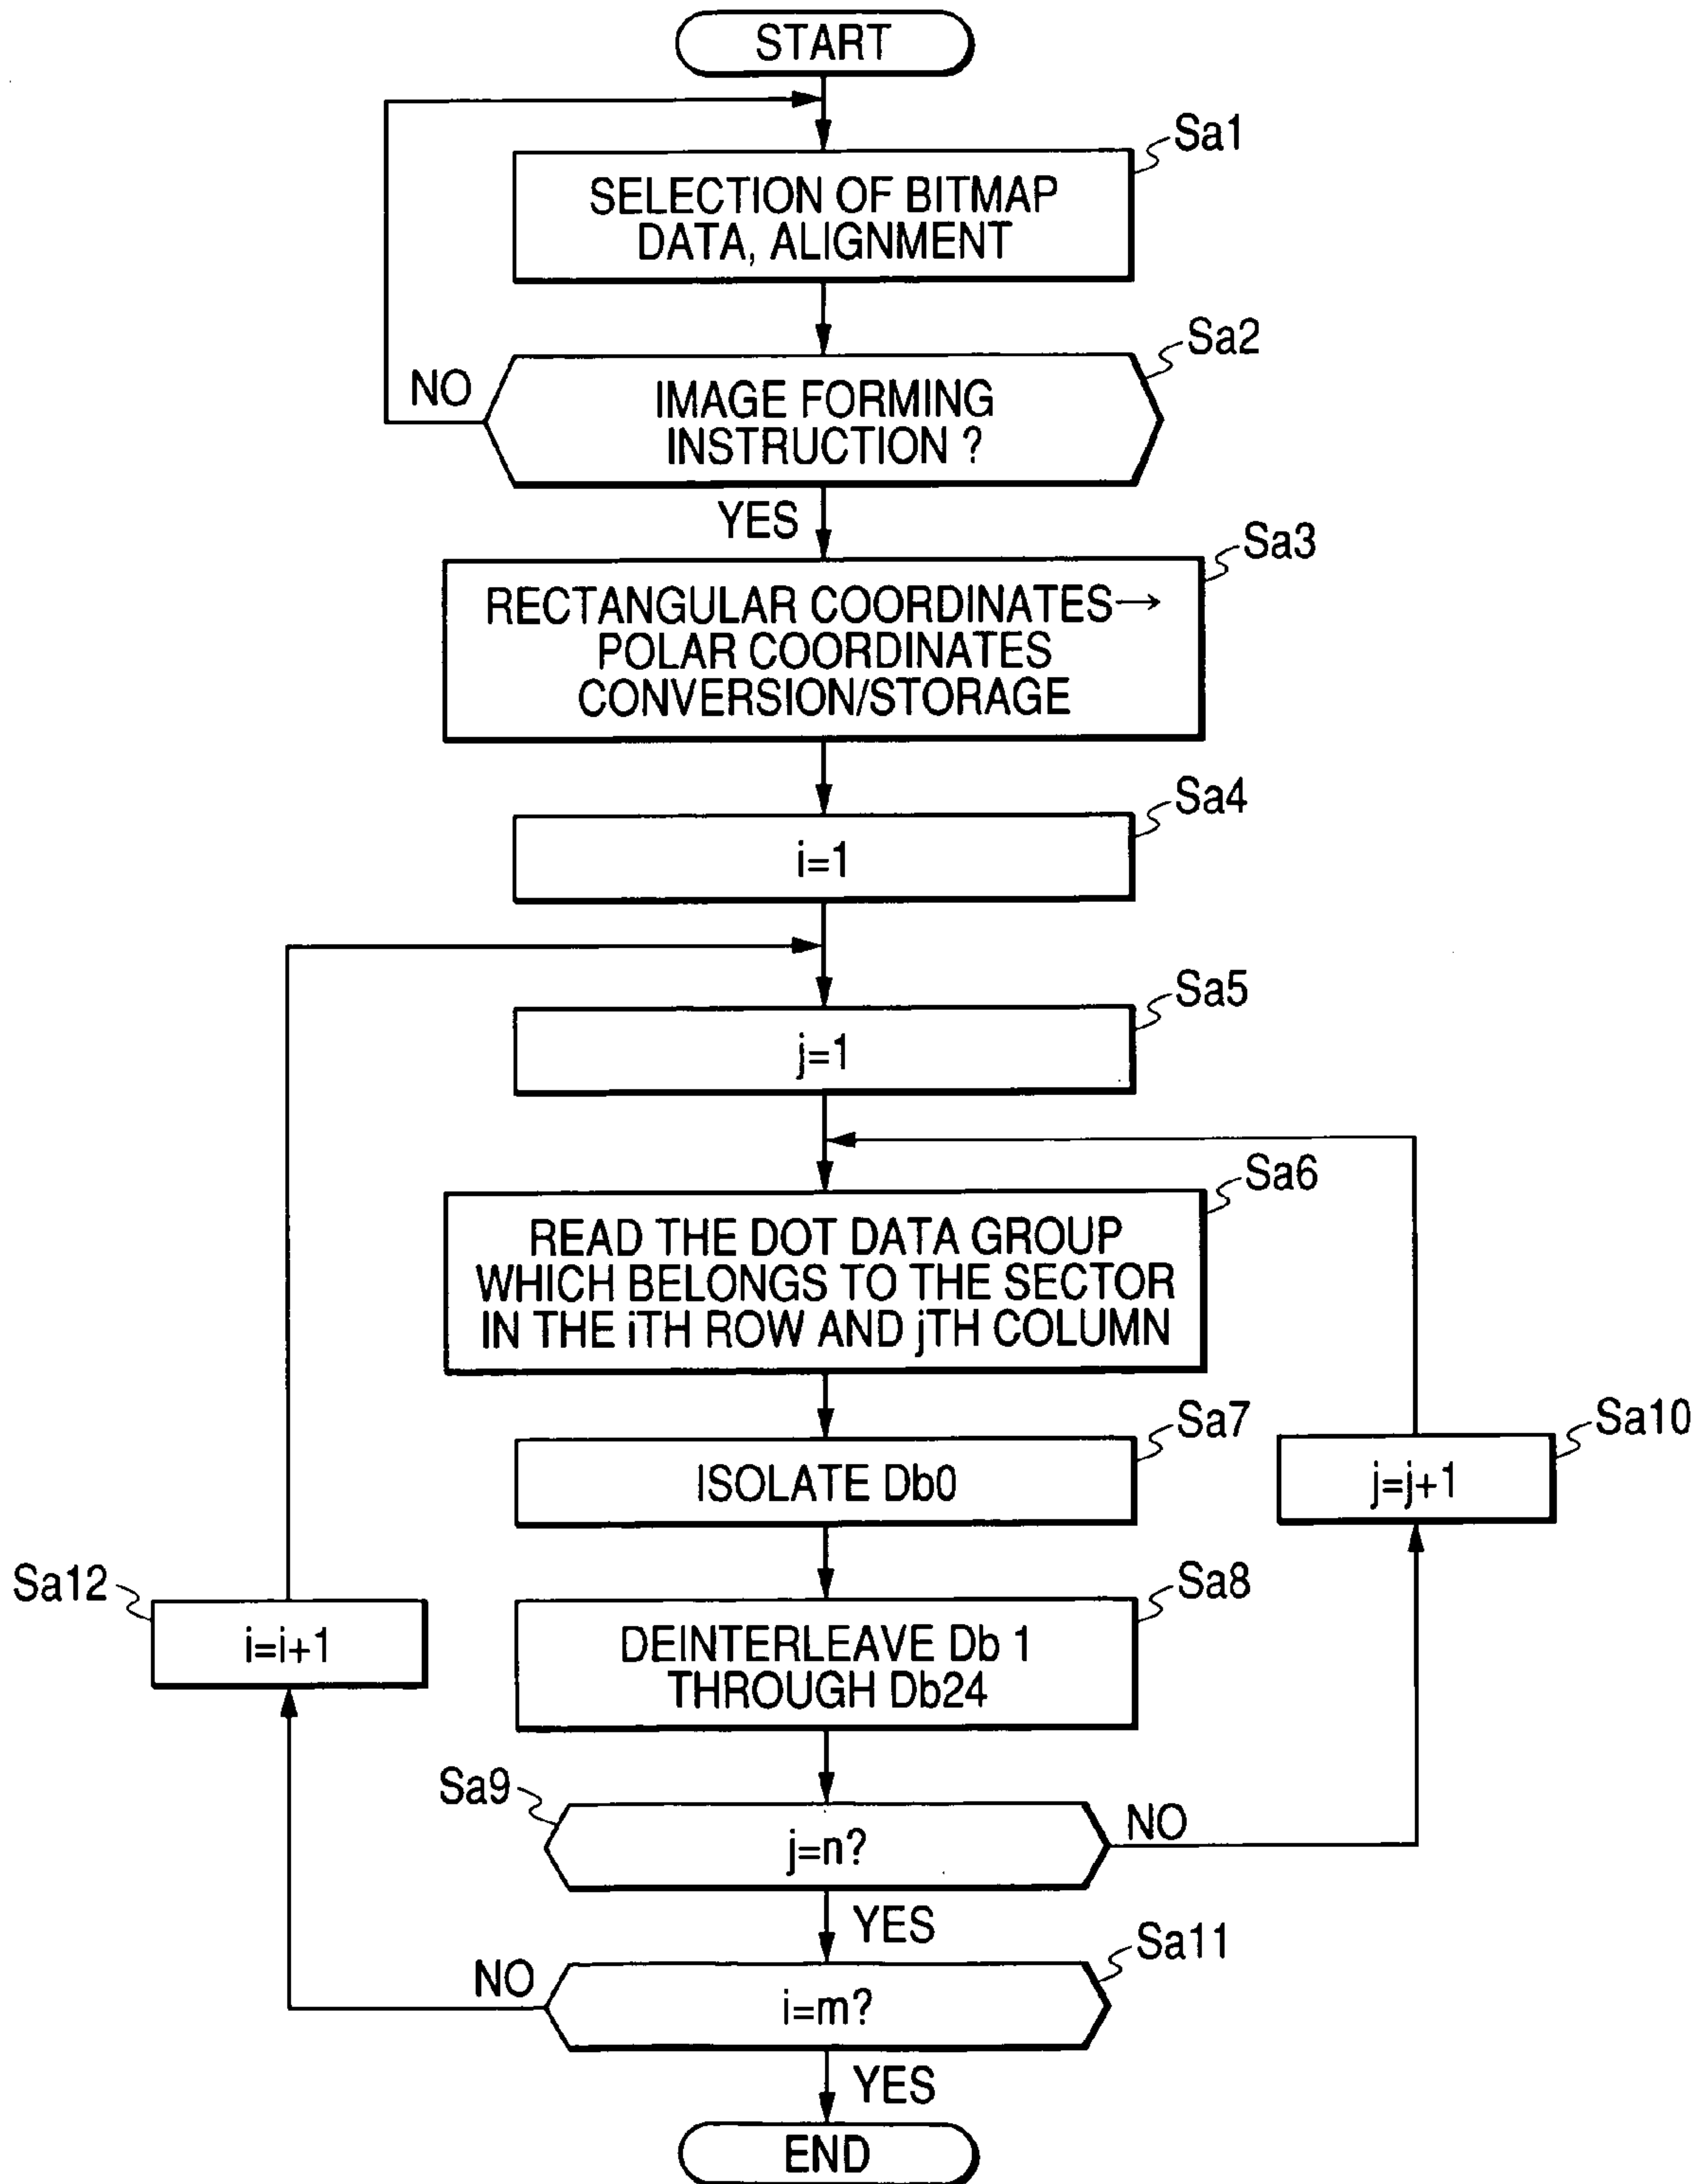 START
Sa1
SELECTION OF BITMAP
DATA, ALIGNMENT
Sa2
NO
IMAGE FORMING
INSTRUCTION ?
YES
Sa3
RECTANGULAR COORDINATES→
POLAR COORDINATES
CONVERSION/STORAGE
Sa4
i=1
Sa5
j=1
Sa6
READ THE DOT DATA GROUP
WHICH BELONGS TO THE SECTOR
IN THE iTH ROW AND jTH COLUMN
Sa7
ISOLATE Db0
Sa10
j=j+1
Sa8
DEINTERLEAVE Db 1
THROUGH Db24
Sa12
i=i+1
Sa9
j=n?
NO
YES
Sa11
NO
i=m?
YES
END